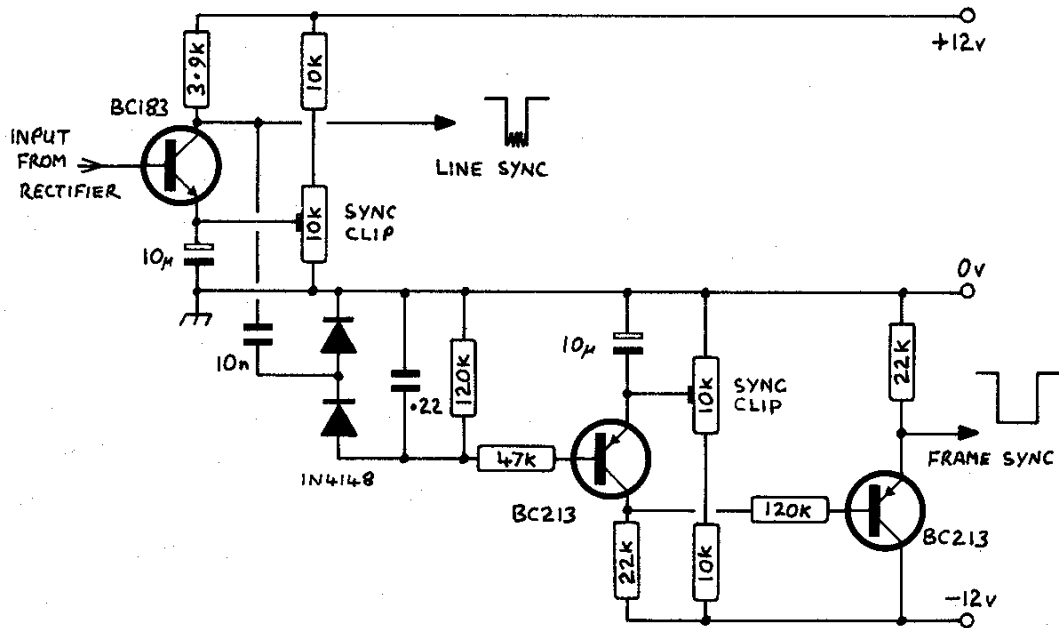 +12v
3.9k
10k
BC183
INPUT
FROM
RECTIFIER
LINE SYNC
10k
SYNC
CLIP
10µ
0v
10n
.22
120k
10µ
10k
SYNC
CLIP
22k
FRAME SYNC
1N4148
47k
BC213
120k
BC213
22k
10k
-12v